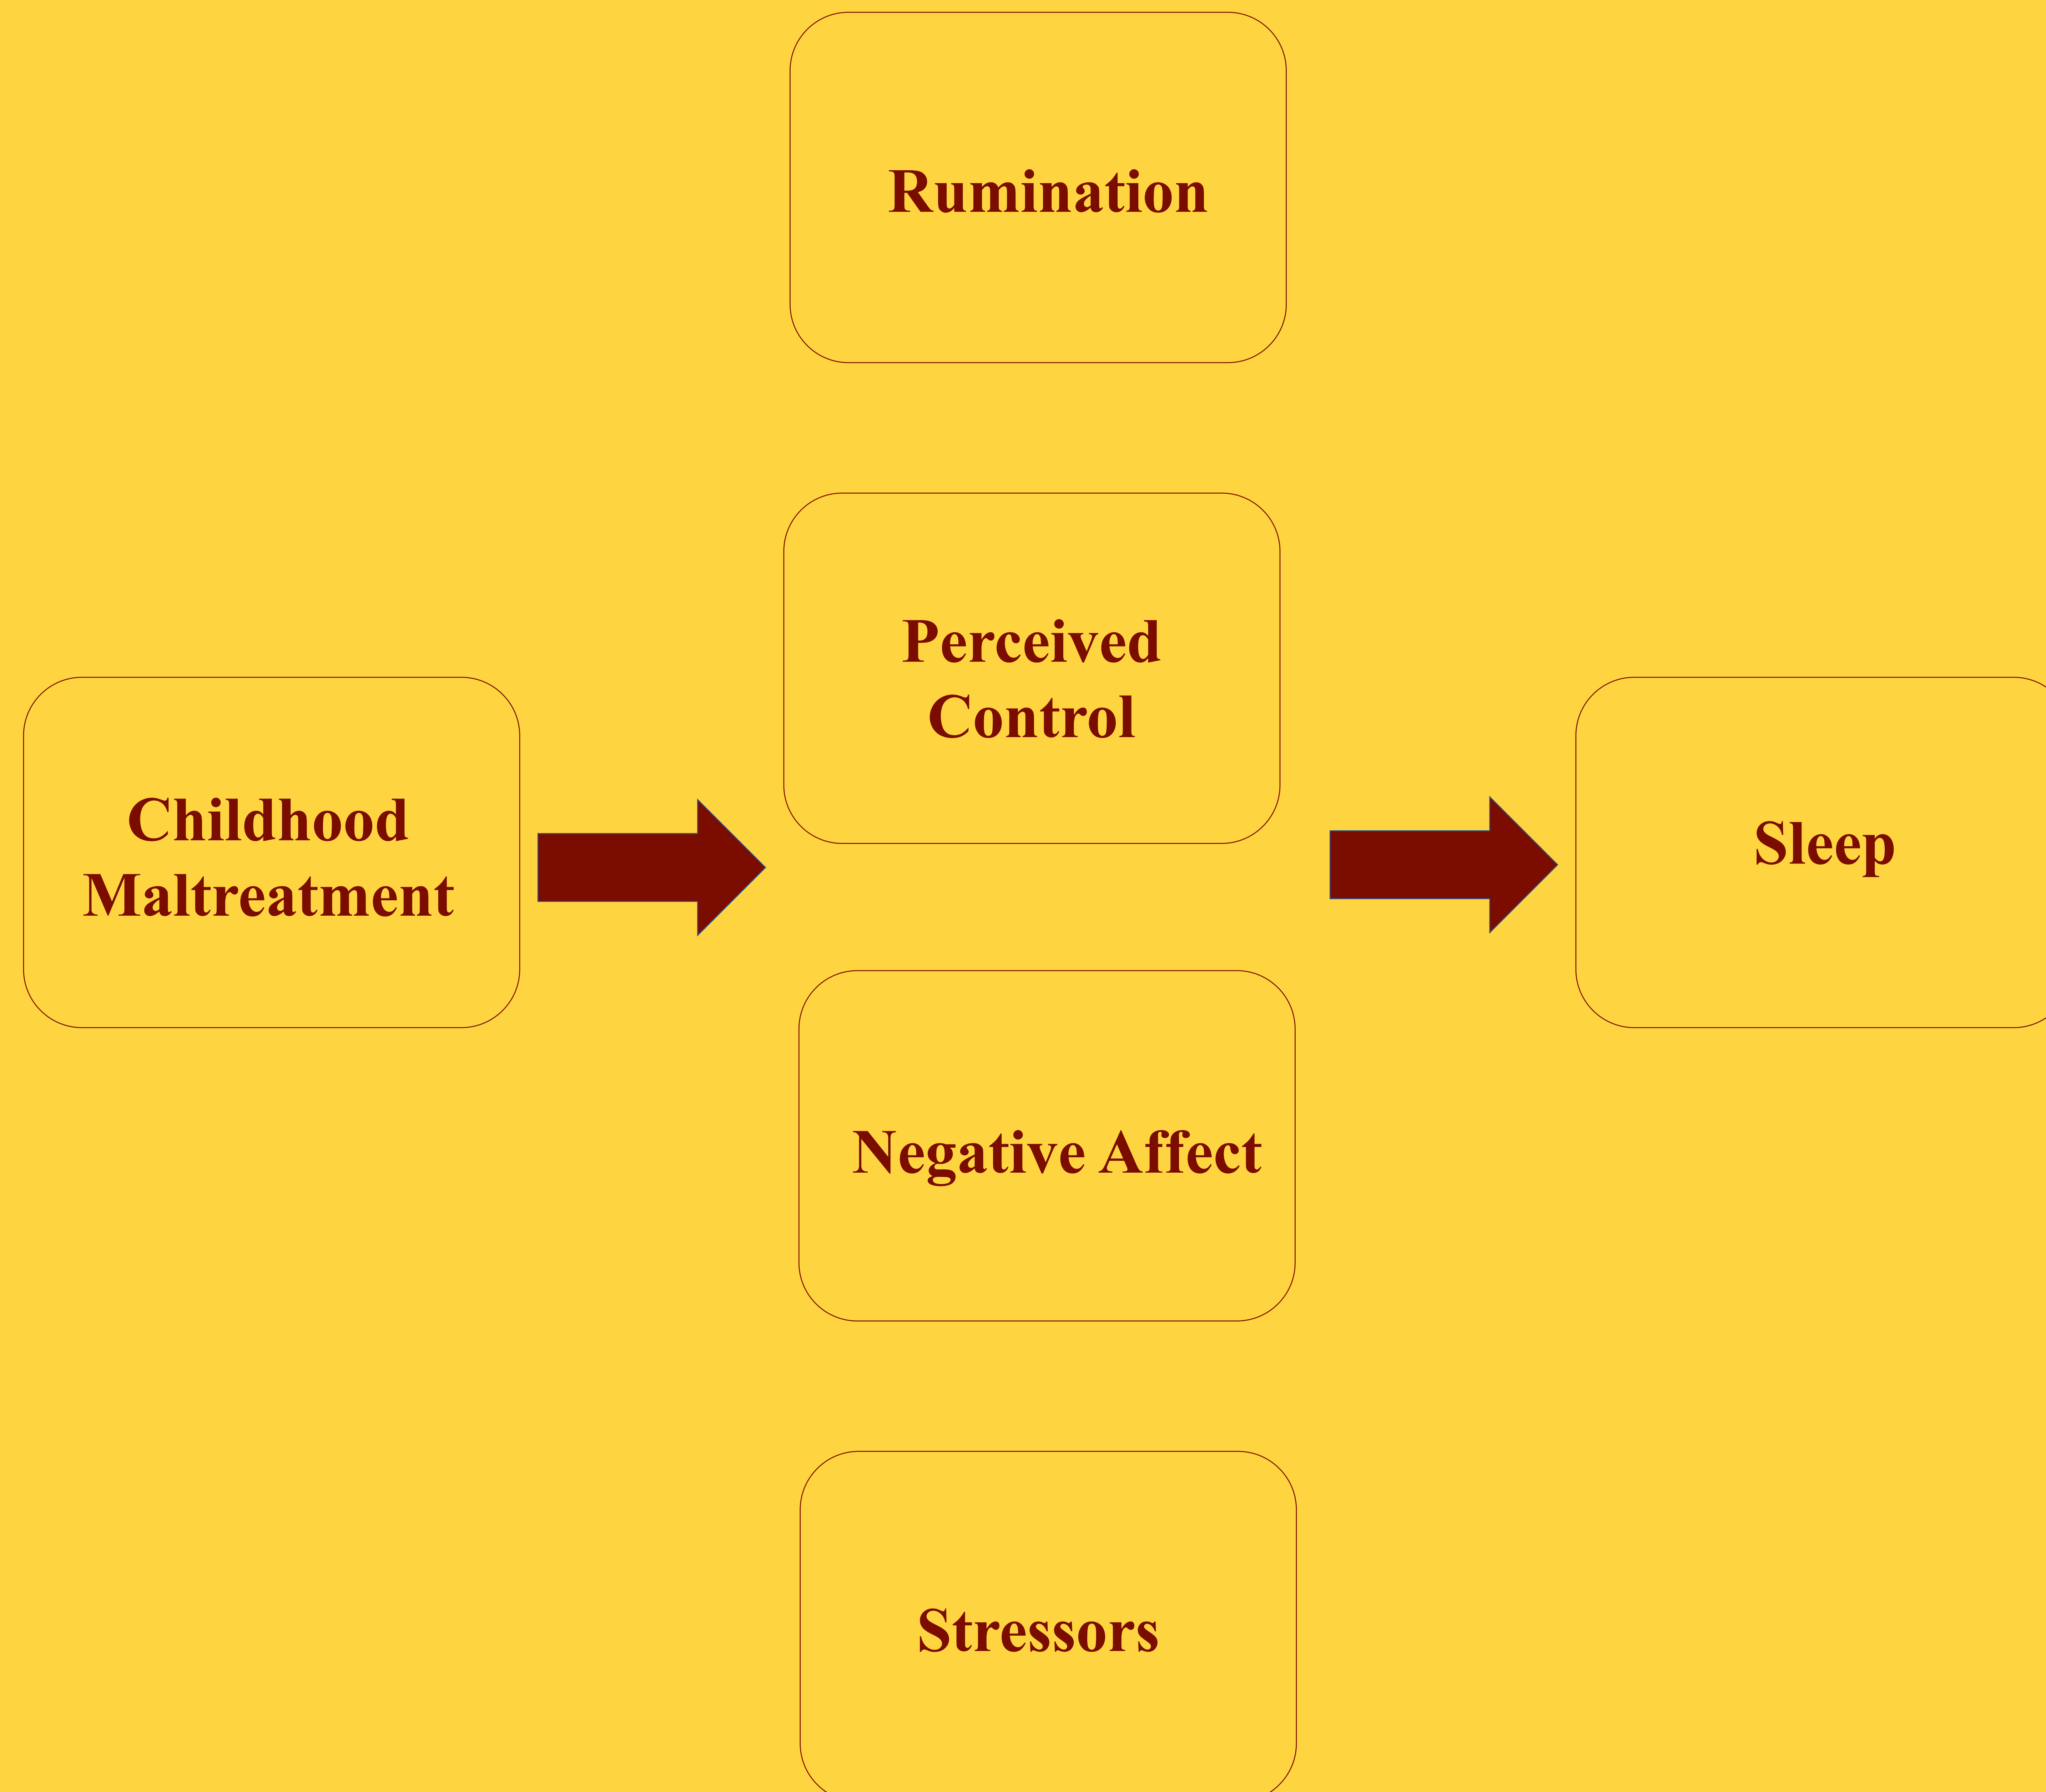 Rumination
Perceived
Control
Childhood
Maltreatment
Sleep
Negative Affect
Stressors